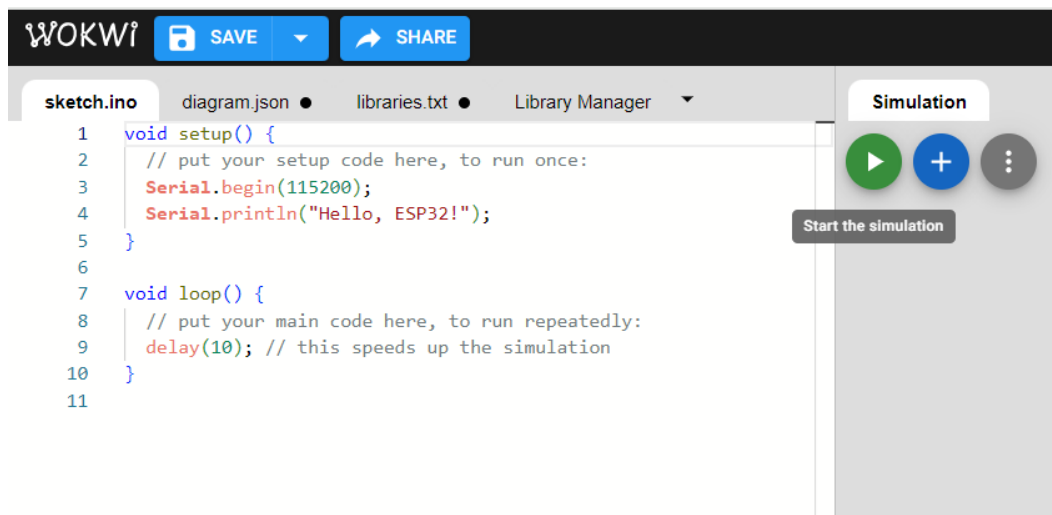 WOKWi SAVE SHARE
sketch.ino diagram.json ● libraries.txt ● Library Manager
Simulation
1 void setup() {
2   // put your setup code here, to run once:
3   Serial.begin(115200);
4   Serial.println("Hello, ESP32!");
5 }
6
7 void loop() {
8   // put your main code here, to run repeatedly:
9   delay(10); // this speeds up the simulation
10 }
11
Start the simulation